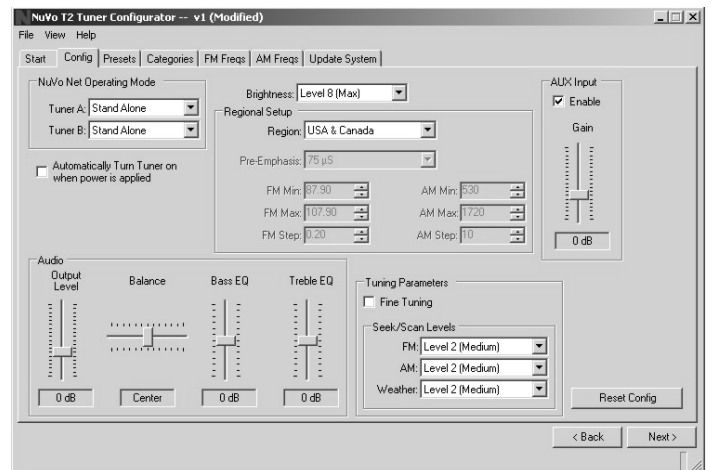 NuVo T2 Tuner Configurator -- v1 (Modified)
File View Help
Start Config Presets Categories FM Freqs AM Freqs Update System
NuVo Net Operating Mode
Tuner A: Stand Alone
Tuner B: Stand Alone
Automatically Turn Tuner on
when power is applied
Brightness: Level 8 (Max)
Regional Setup
Region: USA & Canada
Pre-Emphasis: 75 µS
FM Min: 87.90 AM Min: 530
FM Max: 107.90 AM Max: 1720
FM Step: 0.20 AM Step: 10
AUX Input
Enable
Gain
0 dB
Audio
Output
Level
Balance
Bass EQ
Treble EQ
0 dB Center 0 dB 0 dB
Tuning Parameters
Fine Tuning
Seek/Scan Levels
FM: Level 2 (Medium)
AM: Level 2 (Medium)
Weather: Level 2 (Medium)
Reset Config
< Back Next >